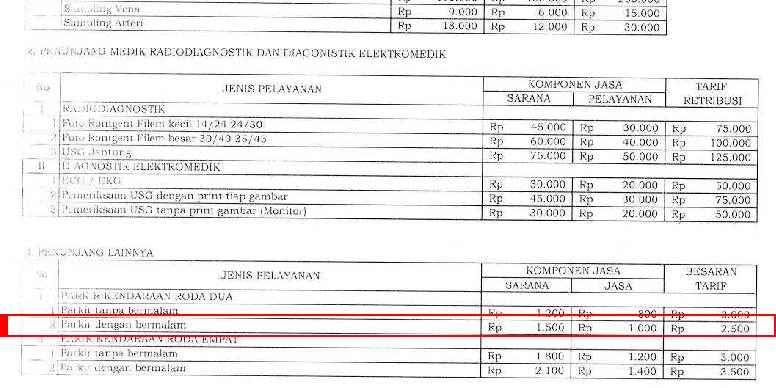 Sampling Vena Rp 9.000 Rp 6.000 Rp 15.000
Sampling Arteri Rp 18.000 Rp 12.000 Rp 30.000
2. PENUNJANG MEDIK RADIODIAGNOSTIK DAN DIAGONISTIK ELEKTROMEDIK
No JENIS PELAYANAN KOMPONEN JASA TARIF
SARANA PELAYANAN RETRIBUSI
I RADIODIAGNOSTIK
1 Foto Rontgent Filem kecil 14/24 24/30 Rp 45.000 Rp 30.000 Rp 75.000
2 Foto Rontgent Filem besar 30/40 35/45 Rp 60.000 Rp 40.000 Rp 100.000
3 USG Jantung Rp 75.000 Rp 50.000 Rp 125.000
II DIAGNOSTIK ELEKTROMEDIK
1 ECG / EKG Rp 30.000 Rp 20.000 Rp 50.000
2 Pemeriksaan USG dengan print tiap gambar Rp 45.000 Rp 30.000 Rp 75.000
3 Pemeriksaan USG tanpa print gambar (Monitor) Rp 30.000 Rp 20.000 Rp 50.000
PENUNJANG LAINNYA
No JENIS PELAYANAN KOMPONEN JASA BESARAN
SARANA JASA TARIF
I PARKIR KENDARAAN RODA DUA
1 Parkir tanpa bermalam Rp 1.200 Rp 800 Rp 2.000
2 Parkir dengan bermalam Rp 1.500 Rp 1.000 Rp 2.500
II PARKIR KENDARAAN RODA EMPAT
1 Parkir tanpa bermalam Rp 1.800 Rp 1.200 Rp 3.000
2 Parkir dengan bermalam Rp 2.100 Rp 1.400 Rp 3.500